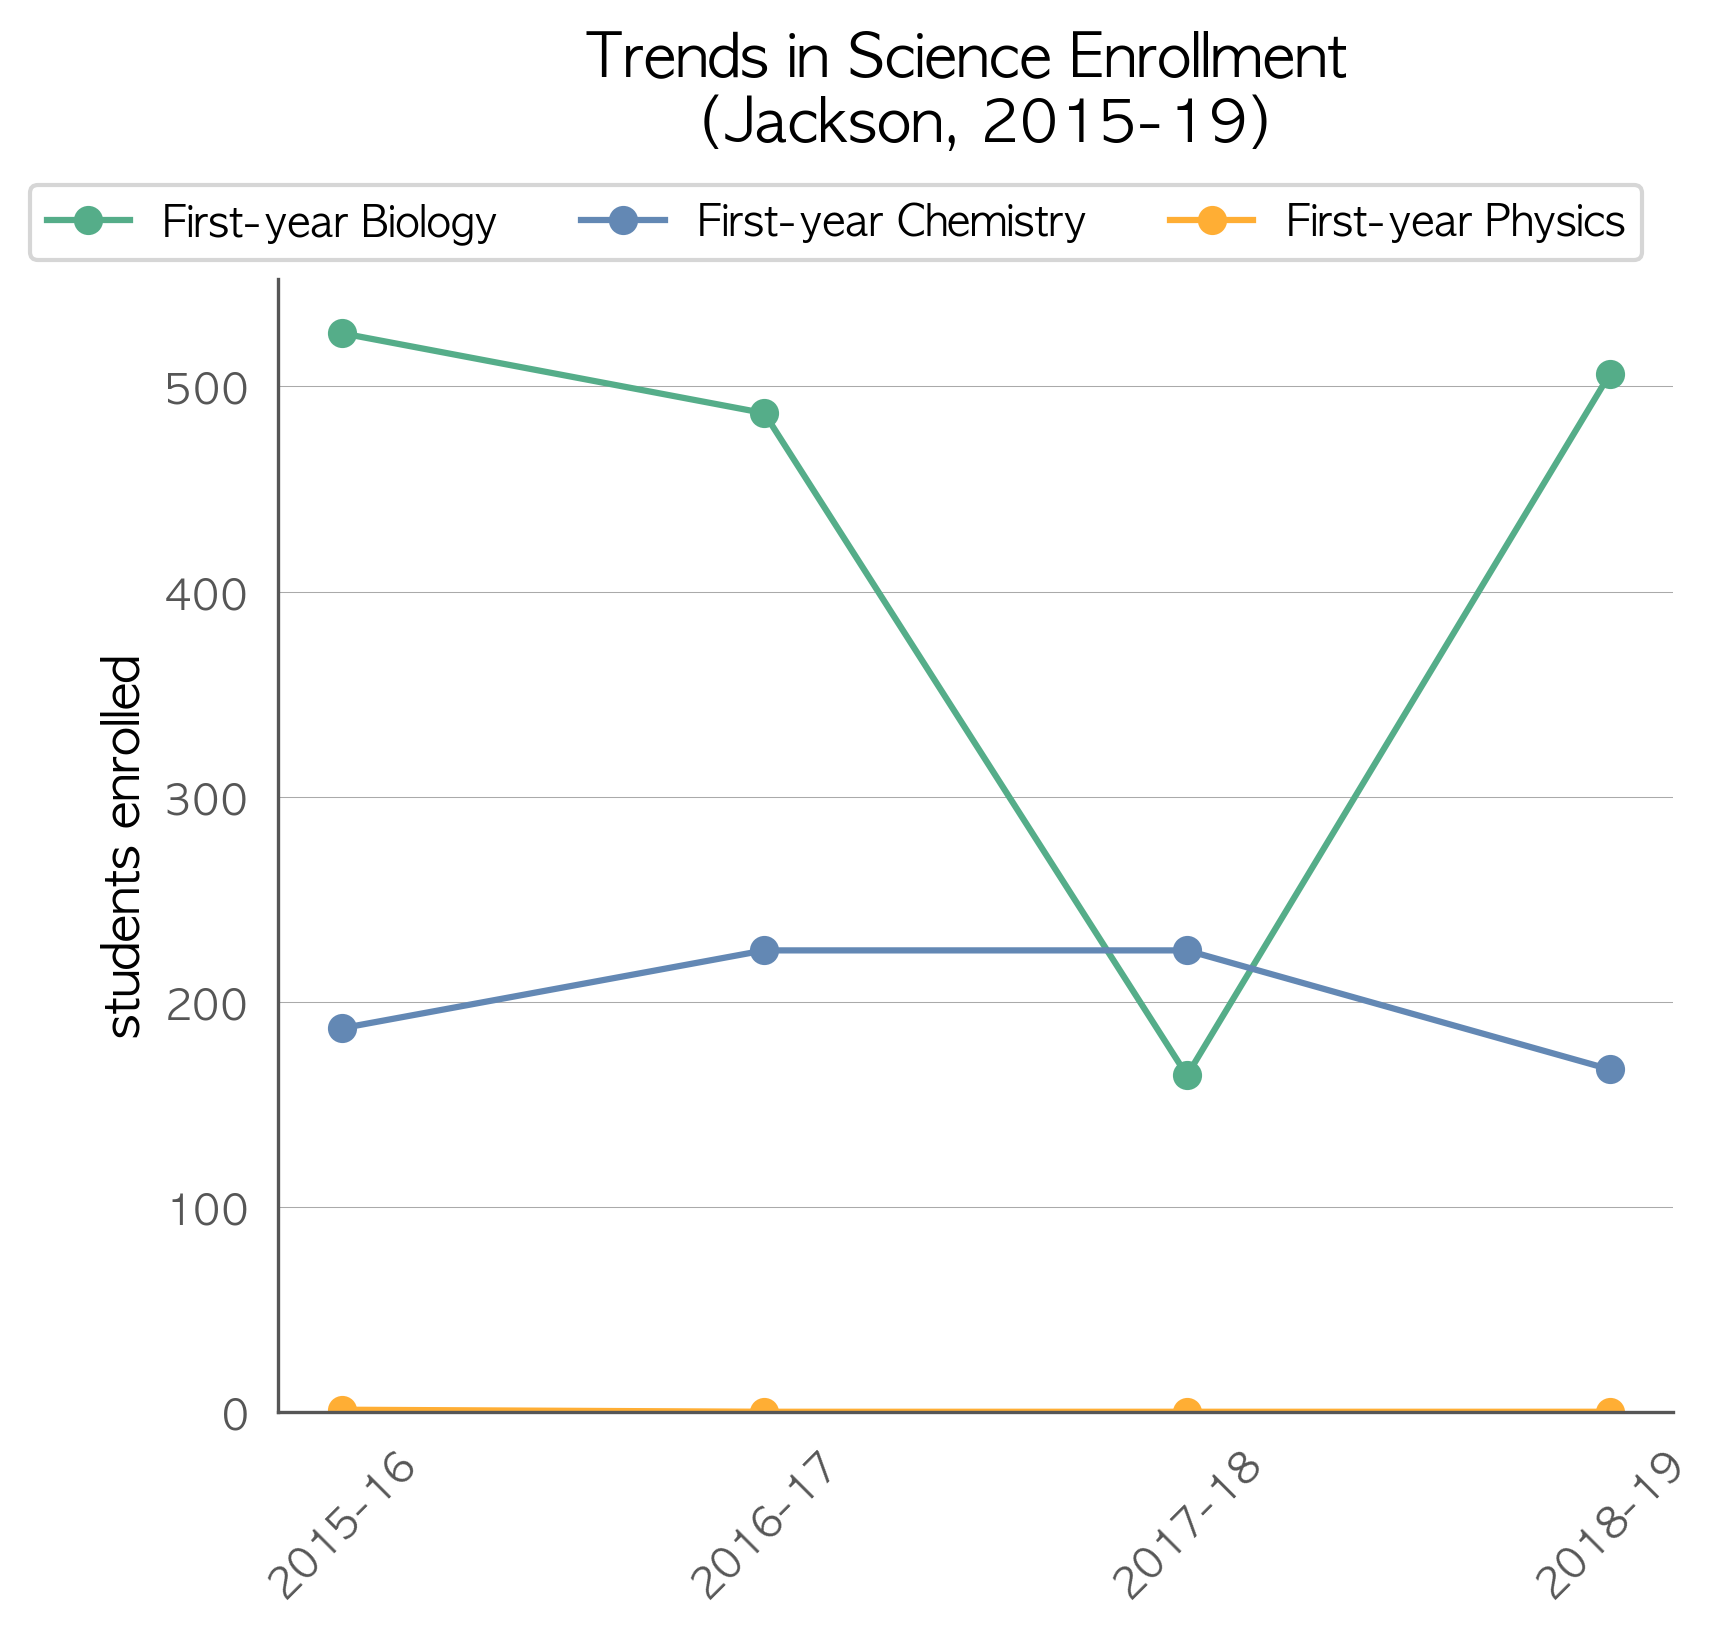 Trends in Science Enrollment
(Jackson, 2015-19)
First-year Biology First-year Chemistry First-year Physics
500
400
300
200
100
0
students enrolled
2015-16 2016-17 2017-18 2018-19